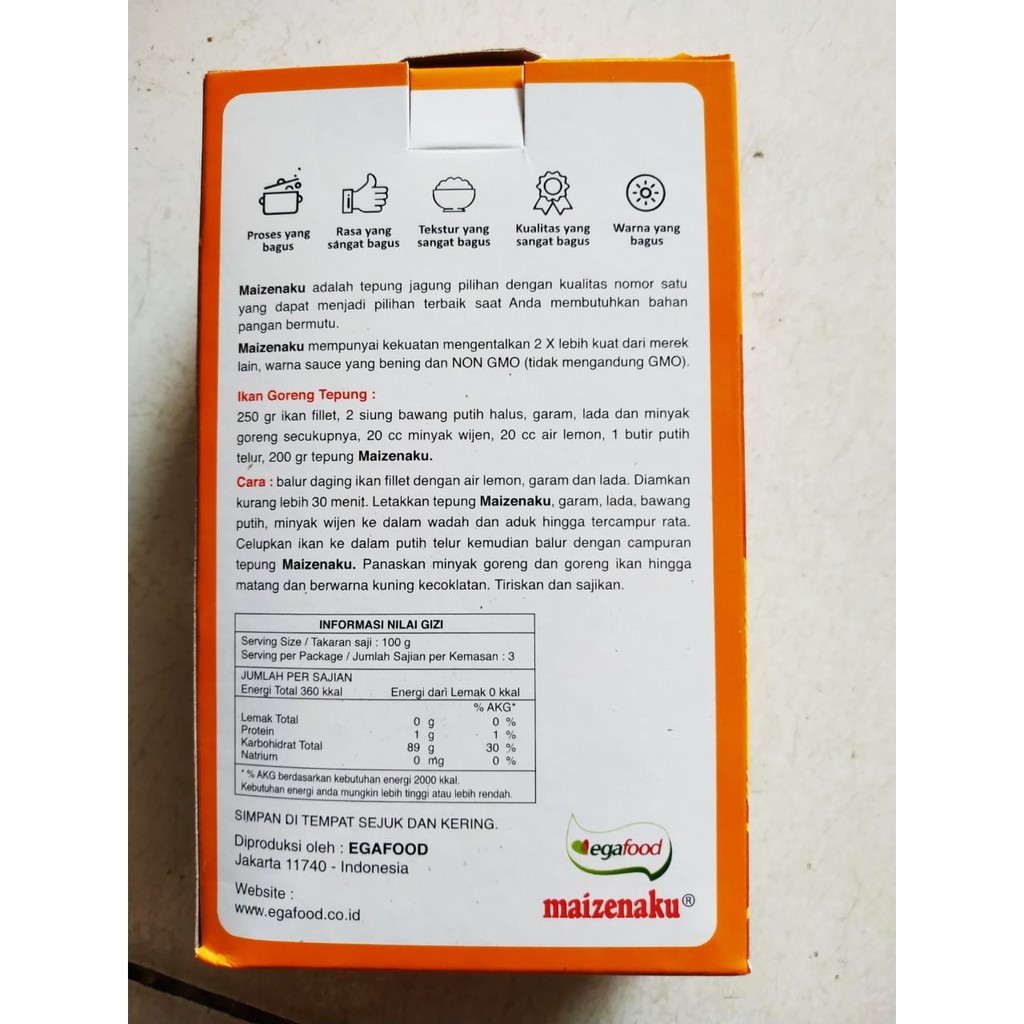 Proses yang bagus
Rasa yang sangat bagus
Tekstur yang sangat bagus
Kualitas yang sangat bagus
Warna yang bagus
Maizenaku adalah tepung jagung pilihan dengan kualitas nomor satu
yang dapat menjadi pilihan terbaik saat Anda membutuhkan bahan
pangan bermutu.
Maizenaku mempunyai kekuatan mengentalkan 2 X lebih kuat dari merek
lain, warna sauce yang bening dan NON GMO (tidak mengandung GMO).
Ikan Goreng Tepung :
250 gr ikan fillet, 2 siung bawang putih halus, garam, lada dan minyak
goreng secukupnya, 20 cc minyak wijen, 20 cc air lemon, 1 butir putih
telur, 200 gr tepung Maizenaku.
Cara : balur daging ikan fillet dengan air lemon, garam dan lada. Diamkan
kurang lebih 30 menit. Letakkan tepung Maizenaku, garam, lada, bawang
putih, minyak wijen ke dalam wadah dan aduk hingga tercampur rata.
Celupkan ikan ke dalam putih telur kemudian balur dengan campuran
tepung Maizenaku. Panaskan minyak goreng dan goreng ikan hingga
matang dan berwarna kuning kecoklatan. Tiriskan dan sajikan.
INFORMASI NILAI GIZI
Serving Size / Takaran saji : 100 g
Serving per Package / Jumlah Sajian per Kemasan : 3
JUMLAH PER SAJIAN
Energi Total 360 kkal Energi dari Lemak 0 kkal
% AKG*
Lemak Total 0 g 0 %
Protein 1 g 1 %
Karbohidrat Total 89 g 30 %
Natrium 0 mg 0 %
* % AKG berdasarkan kebutuhan energi 2000 kkal.
Kebutuhan energi anda mungkin lebih tinggi atau lebih rendah.
SIMPAN DI TEMPAT SEJUK DAN KERING.
Diproduksi oleh : EGAFOOD
Jakarta 11740 - Indonesia
Website :
www.egafood.co.id
egafood
maizenaku®